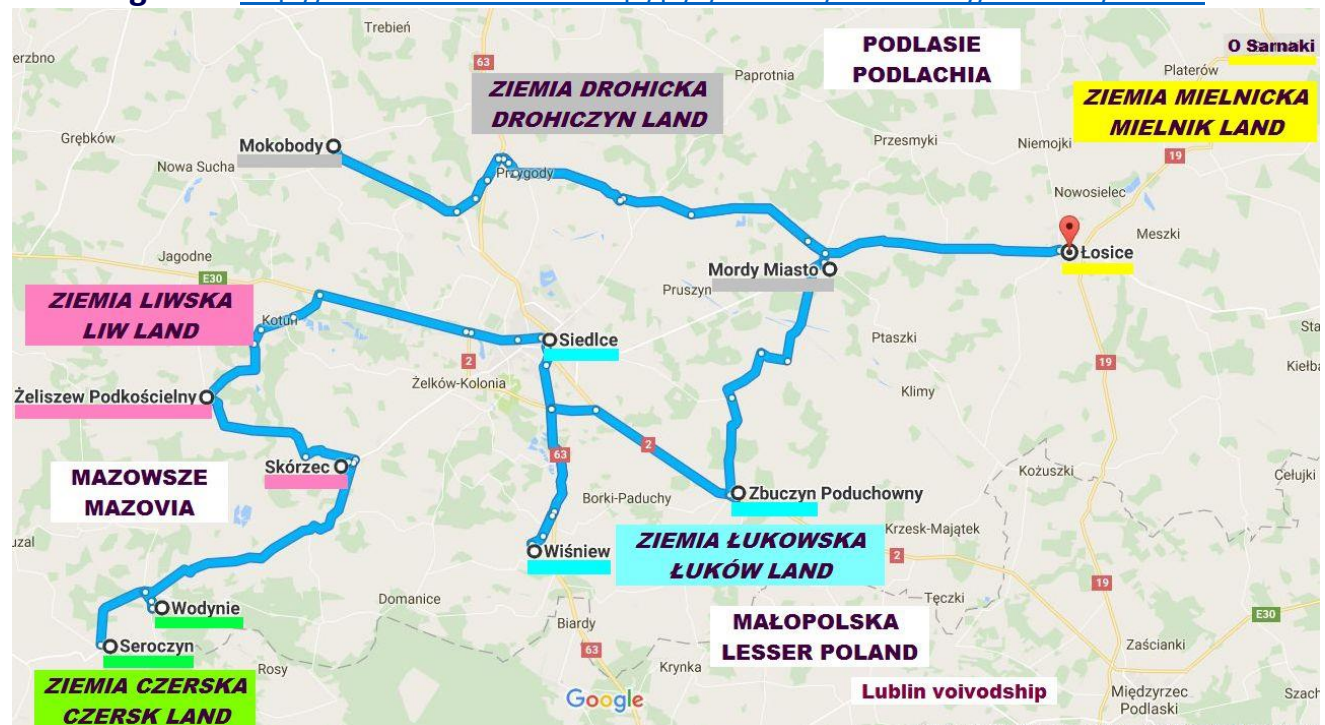 Trebień
63
PODLASIE
PODLACHIA
O Sarnaki
Platerów
ZIEMIA DROHICKA
DROHICZYN LAND
Paprotnia
ZIEMIA MIELNICKA
MIELNIK LAND
Grębków
Mokobody
Nowa Sucha
Przygody
Przesmyki
Niemojki
19
Nowosielec
Meszki
Łosice
Jagodne
E30
Mordy Miasto
Pruszyn
ZIEMIA LIWSKA
LIW LAND
Kotuń
Siedlce
Ptaszki
2
19
Żelków-Kolonia
Klimy
Żeliszew Podkościelny
2
63
Skórzec
MAZOWSZE
MAZOVIA
Kożuszki
Celujki
Borki-Paduchy
Zbuczyn Poduchowny
Krzesk-Majątek
Wiśniew
ZIEMIA ŁUKOWSKA
ŁUKÓW LAND
2
19
Tęczki
E30
Wodynie
Domanice
Biardy
MAŁOPOLSKA
LESSER POLAND
Zaścianki
Seroczyn
Rosy
63
Krynka
ZIEMIA CZERSKA
CZERSK LAND
Google
Lublin voivodship
Międzyrzec
Podlaski